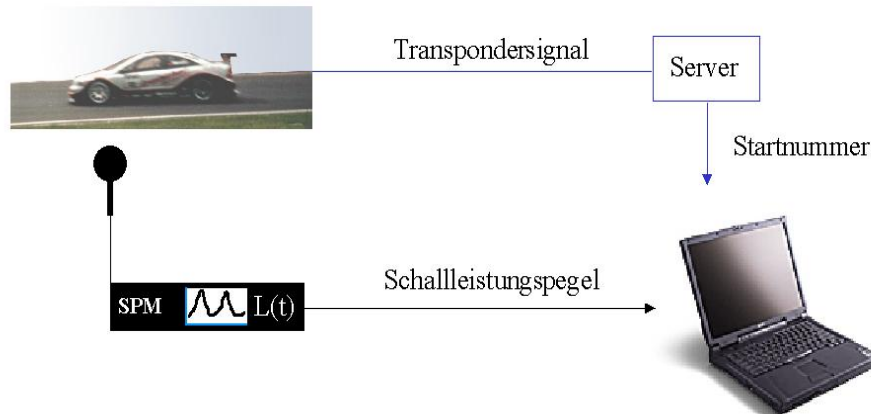 Transpondersignal
Server
Startnummer
Schallleistungspegel
SPM
L(t)